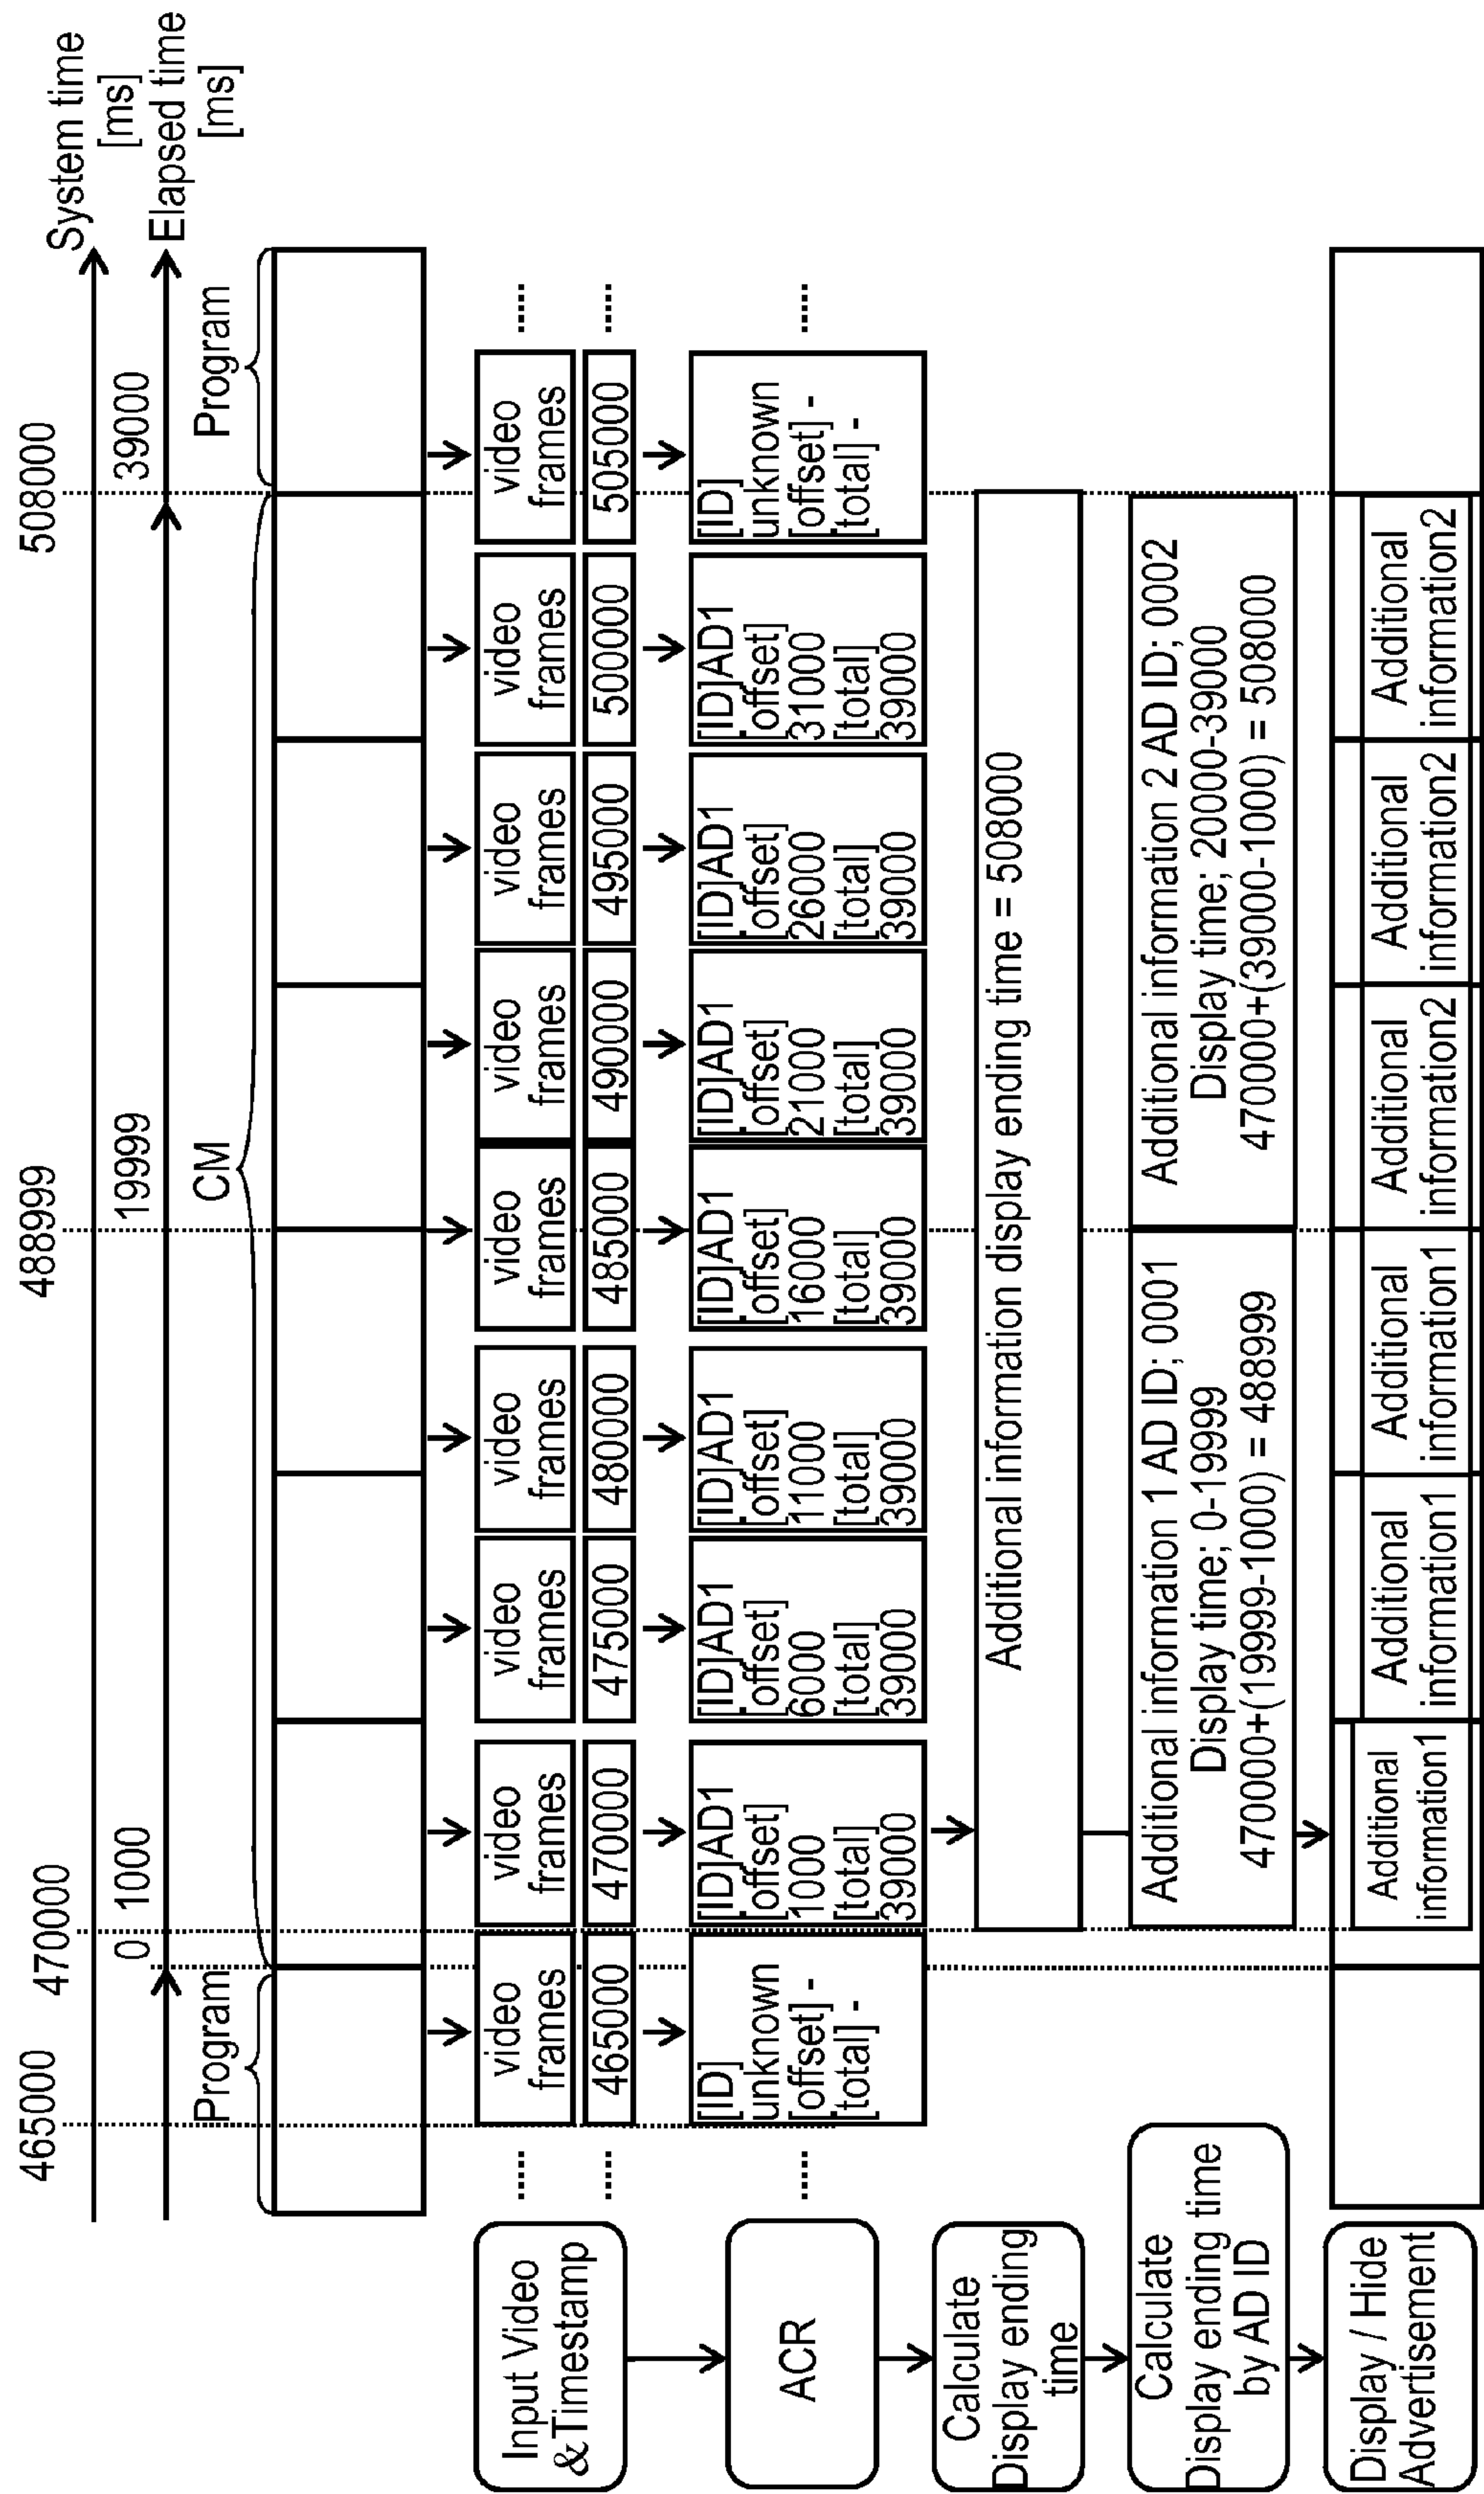 465000
470000
488999
508000
System time
[ms]
0
1000
19999
39000
Elapsed time
[ms]
Program
CM
Program
Input Video
&Timestamp
.....
video
frames
video
frames
video
frames
video
frames
video
frames
video
frames
video
frames
video
frames
video
frames
.....
.....
465000
470000
475000
480000
485000
490000
495000
500000
505000
.....
ACR
.....
[ID]
unknown
[offset] -
[total] -
[ID]AD1
[offset]
1000
[total]
39000
[ID]AD1
[offset]
6000
[total]
39000
[ID]AD1
[offset]
11000
[total]
39000
[ID]AD1
[offset]
16000
[total]
39000
[ID]AD1
[offset]
21000
[total]
39000
[ID]AD1
[offset]
26000
[total]
39000
[ID]AD1
[offset]
31000
[total]
39000
[ID]
unknown
[offset] -
[total] -
.....
Calculate
Display ending
time
Additional information display ending time = 508000
Calculate
Display ending time
by AD ID
Additional information 1 AD ID; 0001
Display time; 0-19999
470000+(19999-1000) = 488999
Additional information 2 AD ID; 0002
Display time; 20000-39000
470000+(39000-1000) = 508000
Display / Hide
Advertisement
Additional
information1
Additional
information1
Additional
information1
Additional
information2
Additional
information2
Additional
information2